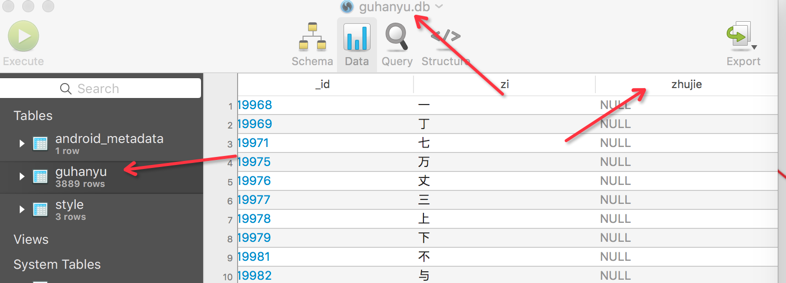 guhanyu.db
Execute
Schema
Data
Query
Structure
Export
Search
Tables
android_metadata
1 row
guhanyu
3889 rows
style
3 rows
Views
System Tables
_id zi zhujie
1 19968 一 NULL
2 19969 丁 NULL
3 19971 七 NULL
4 19975 万 NULL
5 19976 丈 NULL
6 19977 三 NULL
7 19978 上 NULL
8 19979 下 NULL
9 19981 不 NULL
10 19982 与 NULL